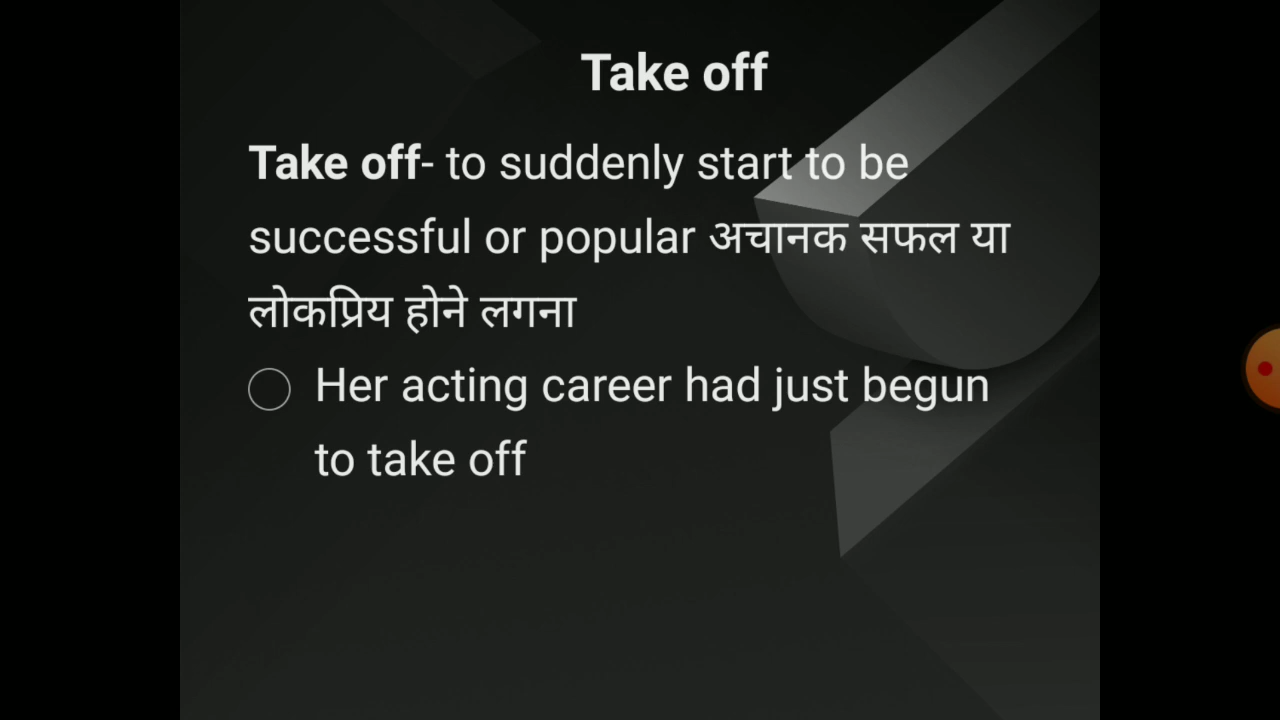 Take off
Take off- to suddenly start to be
successful or popular अचानक सफल या
लोकप्रिय होने लगना
Her acting career had just begun
to take off